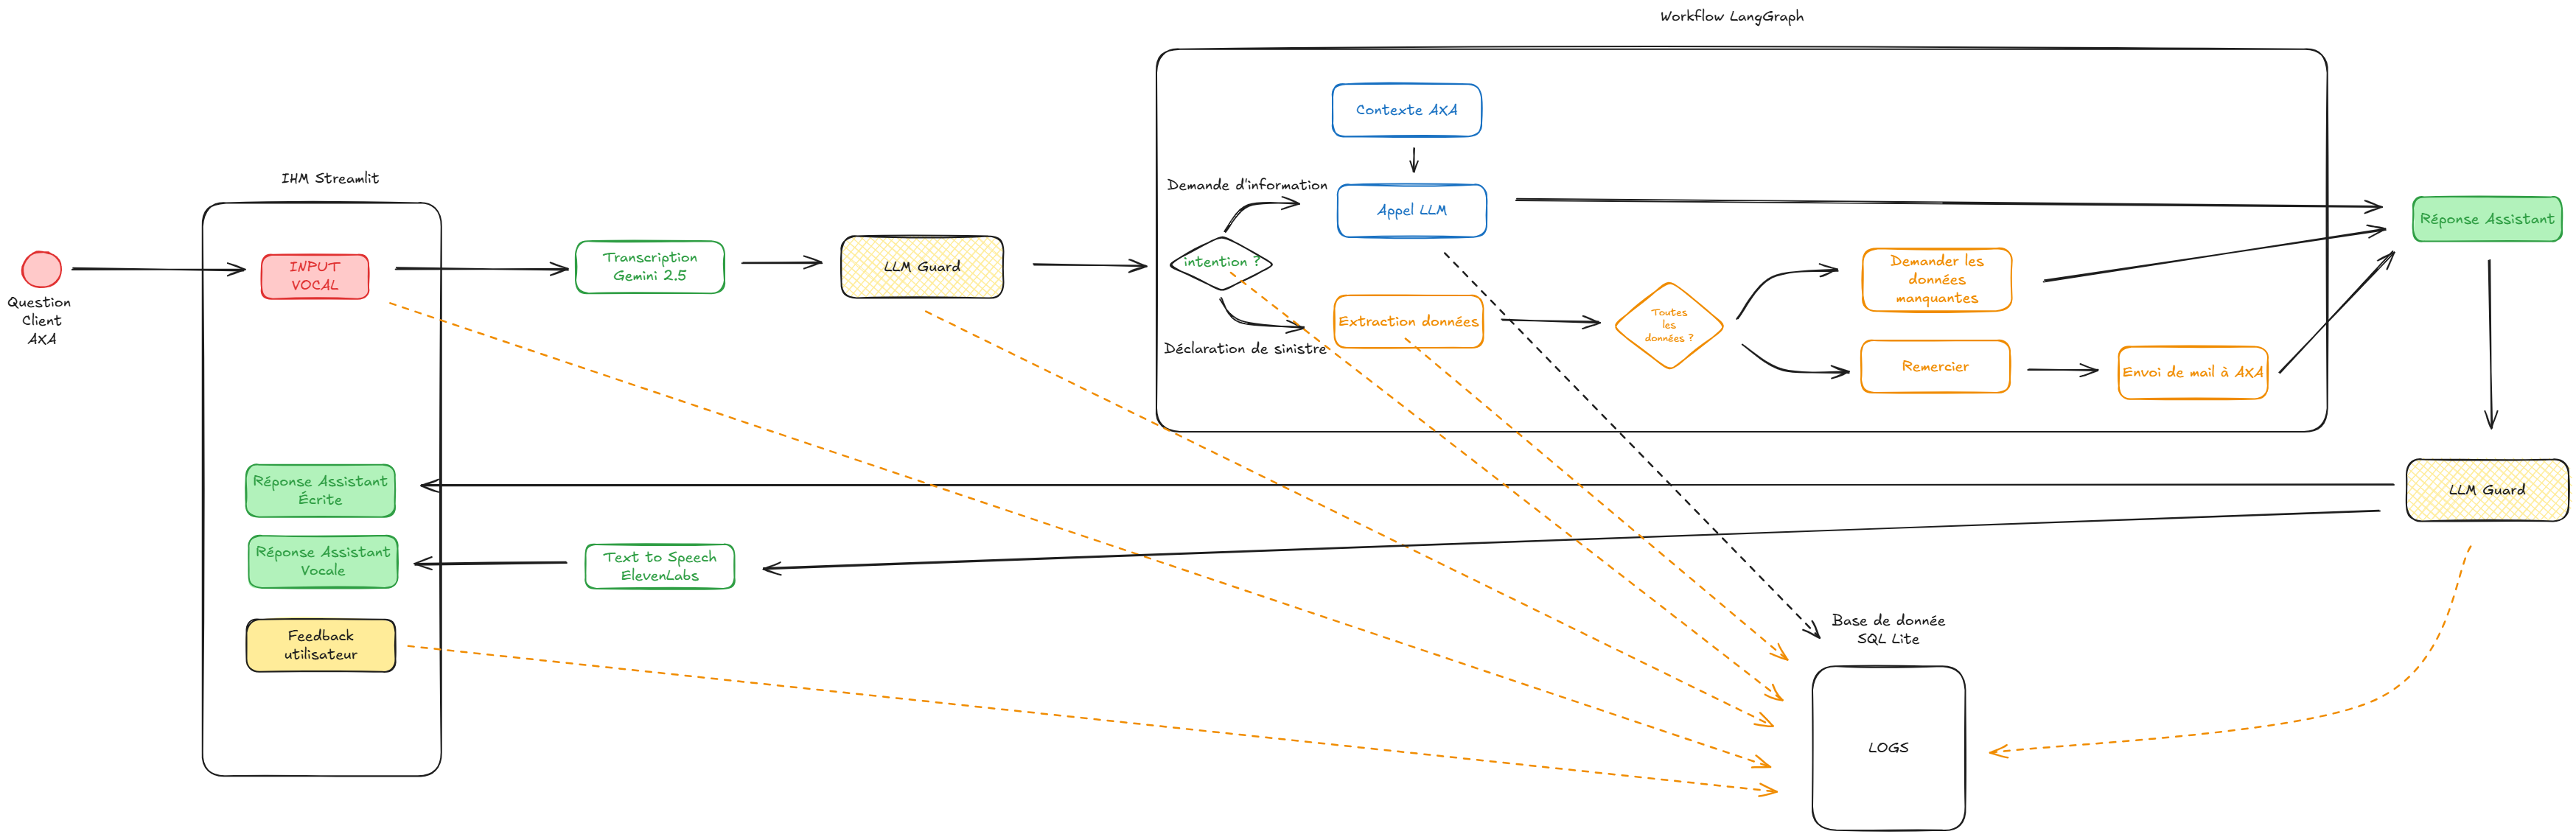 Workflow LangGraph
Contexte AXA
IHM Streamlit
Demande d'information
Appel LLM
Réponse Assistant
Question
Client
AXA
INPUT
VOCAL
Transcription
Gemini 2.5
LLM Guard
intention ?
Déclaration de sinistre
Extraction données
Toutes
les
données ?
Demander les
données
manquantes
Remercier
Envoi de mail à AXA
Réponse Assistant
Écrite
LLM Guard
Réponse Assistant
Vocale
Text to Speech
ElevenLabs
Feedback
utilisateur
Base de donnée
SQL Lite
LOGS